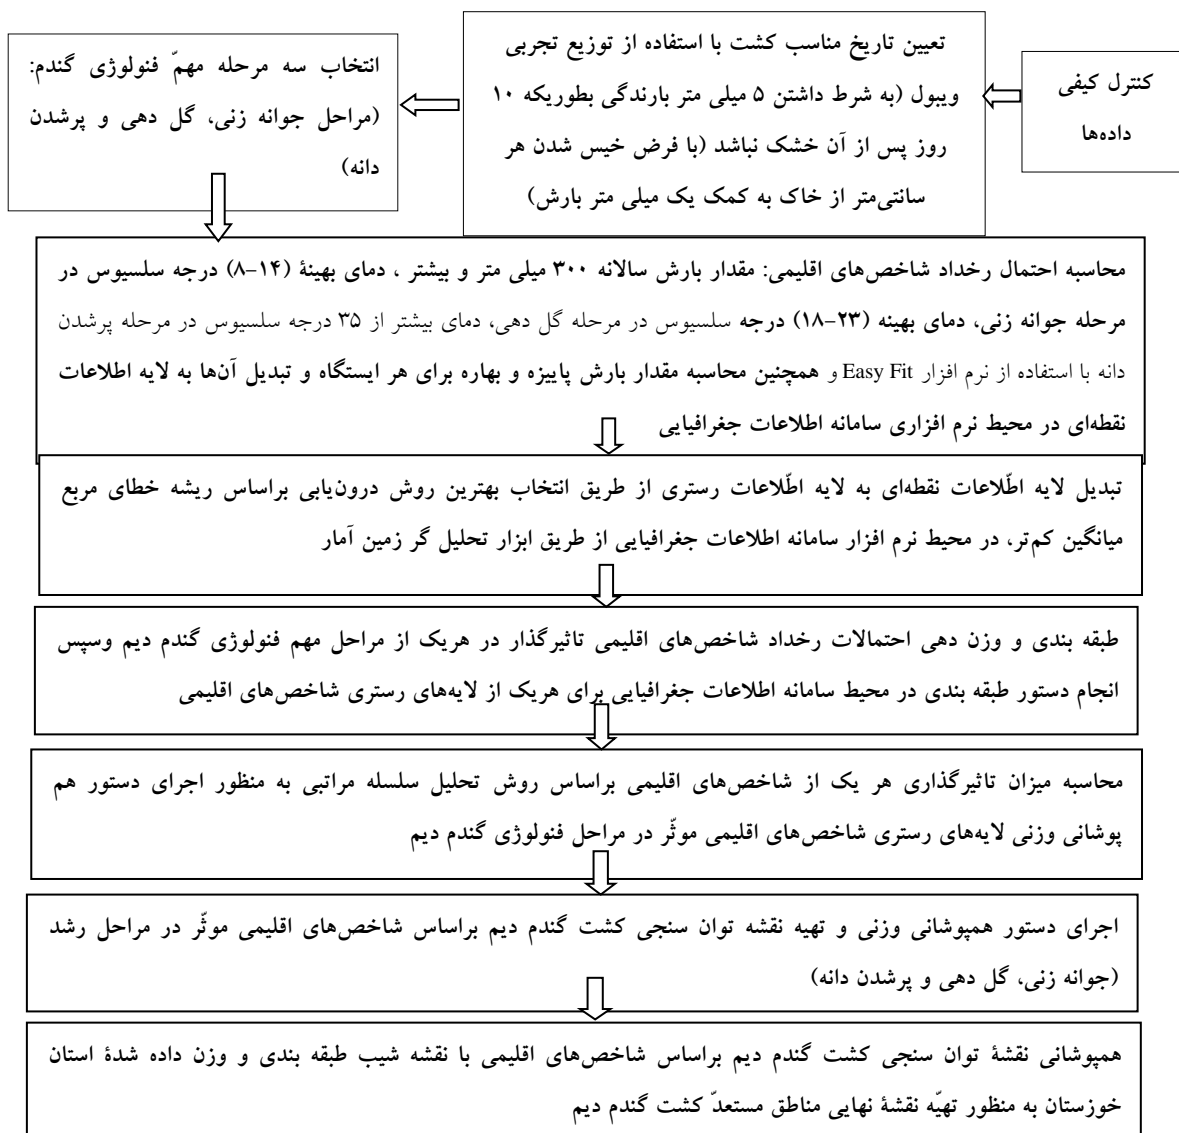 کنترل کیفی
داده‌ها
تعیین تاریخ مناسب کشت با استفاده از توزیع تجربی
ویبول (به شرط داشتن ۵ میلی متر بارندگی بطوریکه ۱۰
روز پس از آن خشک نباشد (با فرض خیس شدن هر
سانتی‌متر از خاک به کمک یک میلی متر بارش)
انتخاب سه مرحله مهمّ فنولوژی گندم:
(مراحل جوانه زنی، گل دهی و پرشدن
دانه)
محاسبه احتمال رخداد شاخص‌های اقلیمی: مقدار بارش سالانه ۳۰۰ میلی متر و بیشتر ، دمای بهینۀ (۱۴-۸) درجه سلسیوس در
مرحله جوانه زنی، دمای بهینه (۲۳-۱۸) درجه سلسیوس در مرحله گل دهی، دمای بیشتر از ۳۵ درجه سلسیوس در مرحله پرشدن
دانه با استفاده از نرم افزار Easy Fit و همچنین محاسبه مقدار بارش پاییزه و بهاره برای هر ایستگاه و تبدیل آن‌ها به لایه اطلاعات
نقطه‌ای در محیط نرم افزاری سامانه اطلاعات جغرافیایی
تبدیل لایه اطّلاعات نقطه‌ای به لایه اطّلاعات رستری از طریق انتخاب بهترین روش درون‌یابی براساس ریشه خطای مربع
میانگین کم‌تر، در محیط نرم افزار سامانه اطلاعات جغرافیایی از طریق ابزار تحلیل گر زمین آمار
طبقه بندی و وزن دهی احتمالات رخداد شاخص‌های اقلیمی تاثیرگذار در هریک از مراحل مهم فنولوژی گندم دیم وسپس
انجام دستور طبقه بندی در محیط سامانه اطلاعات جغرافیایی برای هریک از لایه‌های رستری شاخص‌های اقلیمی
محاسبه میزان تاثیرگذاری هر یک از شاخص‌های اقلیمی براساس روش تحلیل سلسله مراتبی به منظور اجرای دستور هم
پوشانی وزنی لایه‌های رستری شاخص‌های اقلیمی موثّر در مراحل فنولوژی گندم دیم
اجرای دستور همپوشانی وزنی و تهیه نقشه توان سنجی کشت گندم دیم براساس شاخص‌های اقلیمی موثّر در مراحل رشد
(جوانه زنی، گل دهی و پرشدن دانه)
همپوشانی نقشۀ توان سنجی کشت گندم دیم براساس شاخص‌های اقلیمی با نقشه شیب طبقه بندی و وزن داده شدۀ استان
خوزستان به منظور تهیّه نقشۀ نهایی مناطق مستعدّ کشت گندم دیم